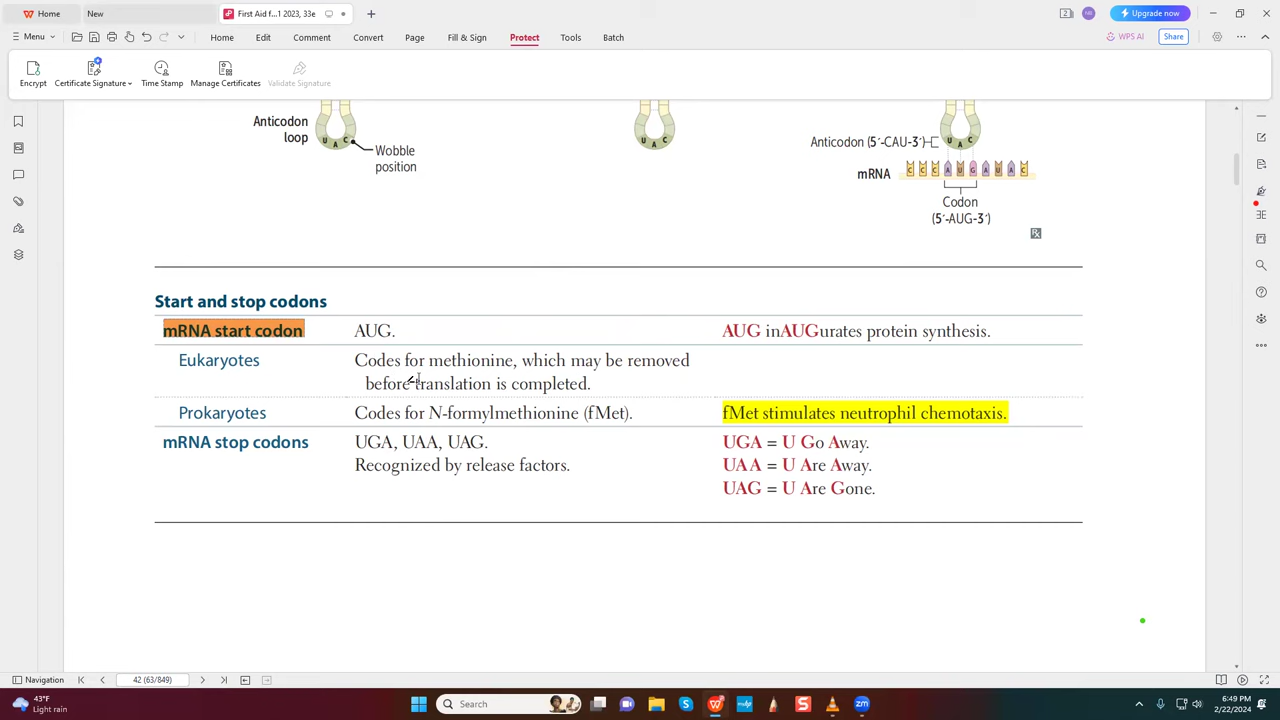 Home
New
First Aid f...1 2023, 33e
2
Upgrade now
Menu
Home
Edit
Comment
Convert
Page
Fill & Sign
Protect
Tools
Batch
WPS AI
Share
Encrypt
Certificate Signature
Time Stamp
Manage Certificates
Validate Signature
Anticodon
loop
U A C
Wobble
position
U A C
Anticodon (5´-CAU-3´)
U A C
mRNA
C C C A U G A U A C
Codon
(5´-AUG-3´)
Rx
Start and stop codons
mRNA start codon
AUG.
AUG inAUGurates protein synthesis.
Eukaryotes
Codes for methionine, which may be removed
before translation is completed.
Prokaryotes
Codes for N-formylmethionine (fMet).
fMet stimulates neutrophil chemotaxis.
mRNA stop codons
UGA, UAA, UAG.
UGA = U Go Away.
Recognized by release factors.
UAA = U Are Away.
UAG = U Are Gone.
Navigation
42 (63/849)
43°F
Light rain
Search
6:49 PM
2/22/2024